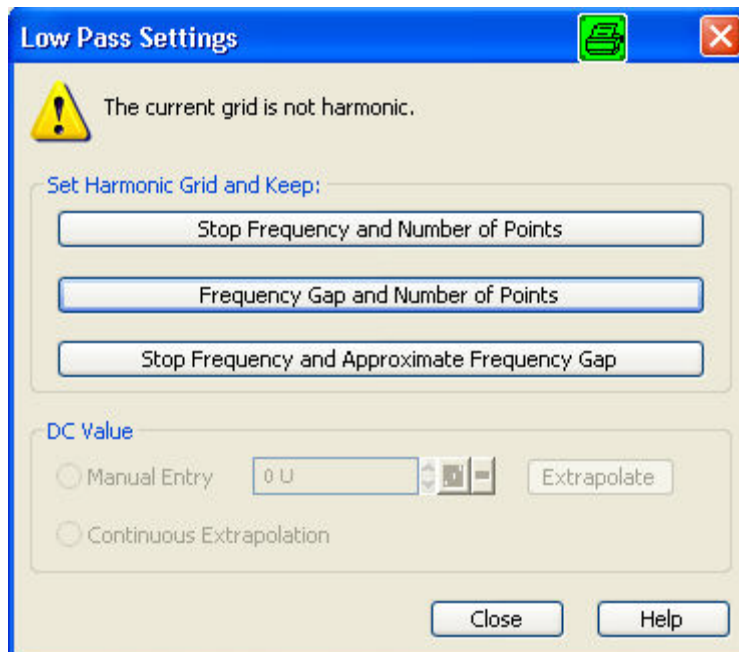 Low Pass Settings
The current grid is not harmonic.
Set Harmonic Grid and Keep:
Stop Frequency and Number of Points
Frequency Gap and Number of Points
Stop Frequency and Approximate Frequency Gap
DC Value
Manual Entry 0 U Extrapolate
Continuous Extrapolation
Close Help